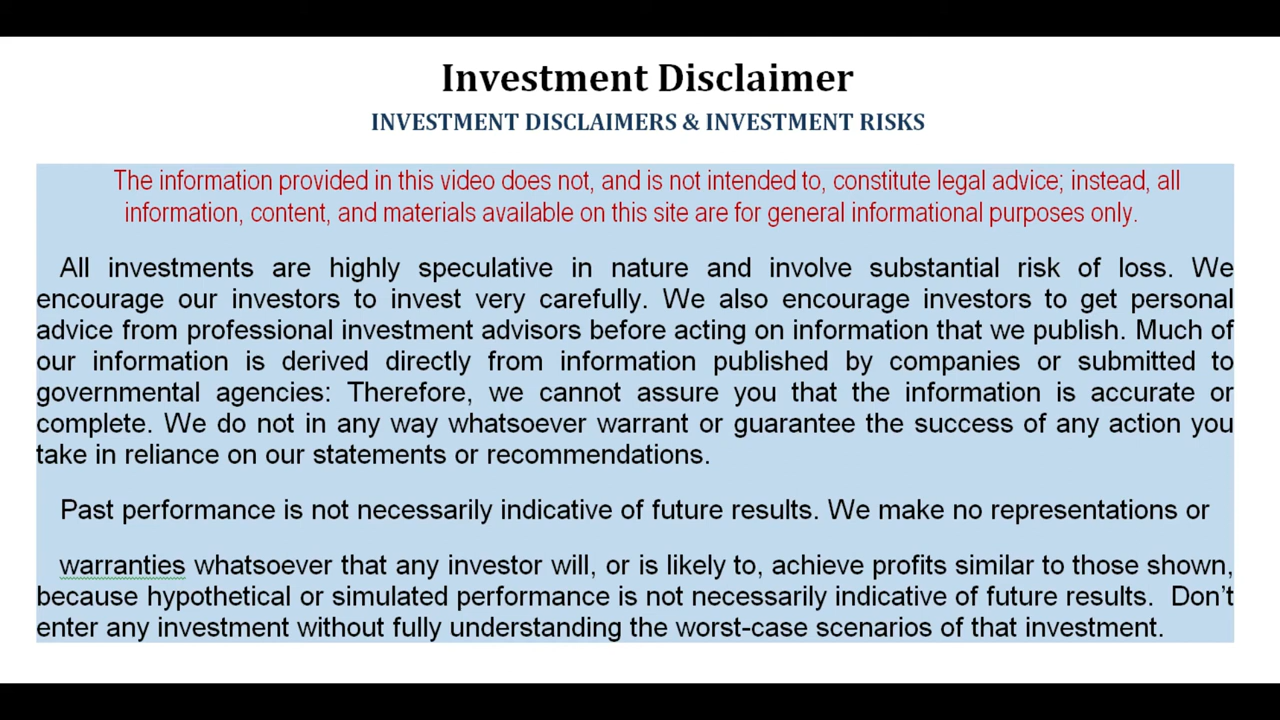 Investment Disclaimer
INVESTMENT DISCLAIMERS & INVESTMENT RISKS
The information provided in this video does not, and is not intended to, constitute legal advice; instead, all
information, content, and materials available on this site are for general informational purposes only.
All investments are highly speculative in nature and involve substantial risk of loss. We
encourage our investors to invest very carefully. We also encourage investors to get personal
advice from professional investment advisors before acting on information that we publish. Much of
our information is derived directly from information published by companies or submitted to
governmental agencies: Therefore, we cannot assure you that the information is accurate or
complete. We do not in any way whatsoever warrant or guarantee the success of any action you
take in reliance on our statements or recommendations.
Past performance is not necessarily indicative of future results. We make no representations or
warranties whatsoever that any investor will, or is likely to, achieve profits similar to those shown,
because hypothetical or simulated performance is not necessarily indicative of future results.  Don’t
enter any investment without fully understanding the worst-case scenarios of that investment.